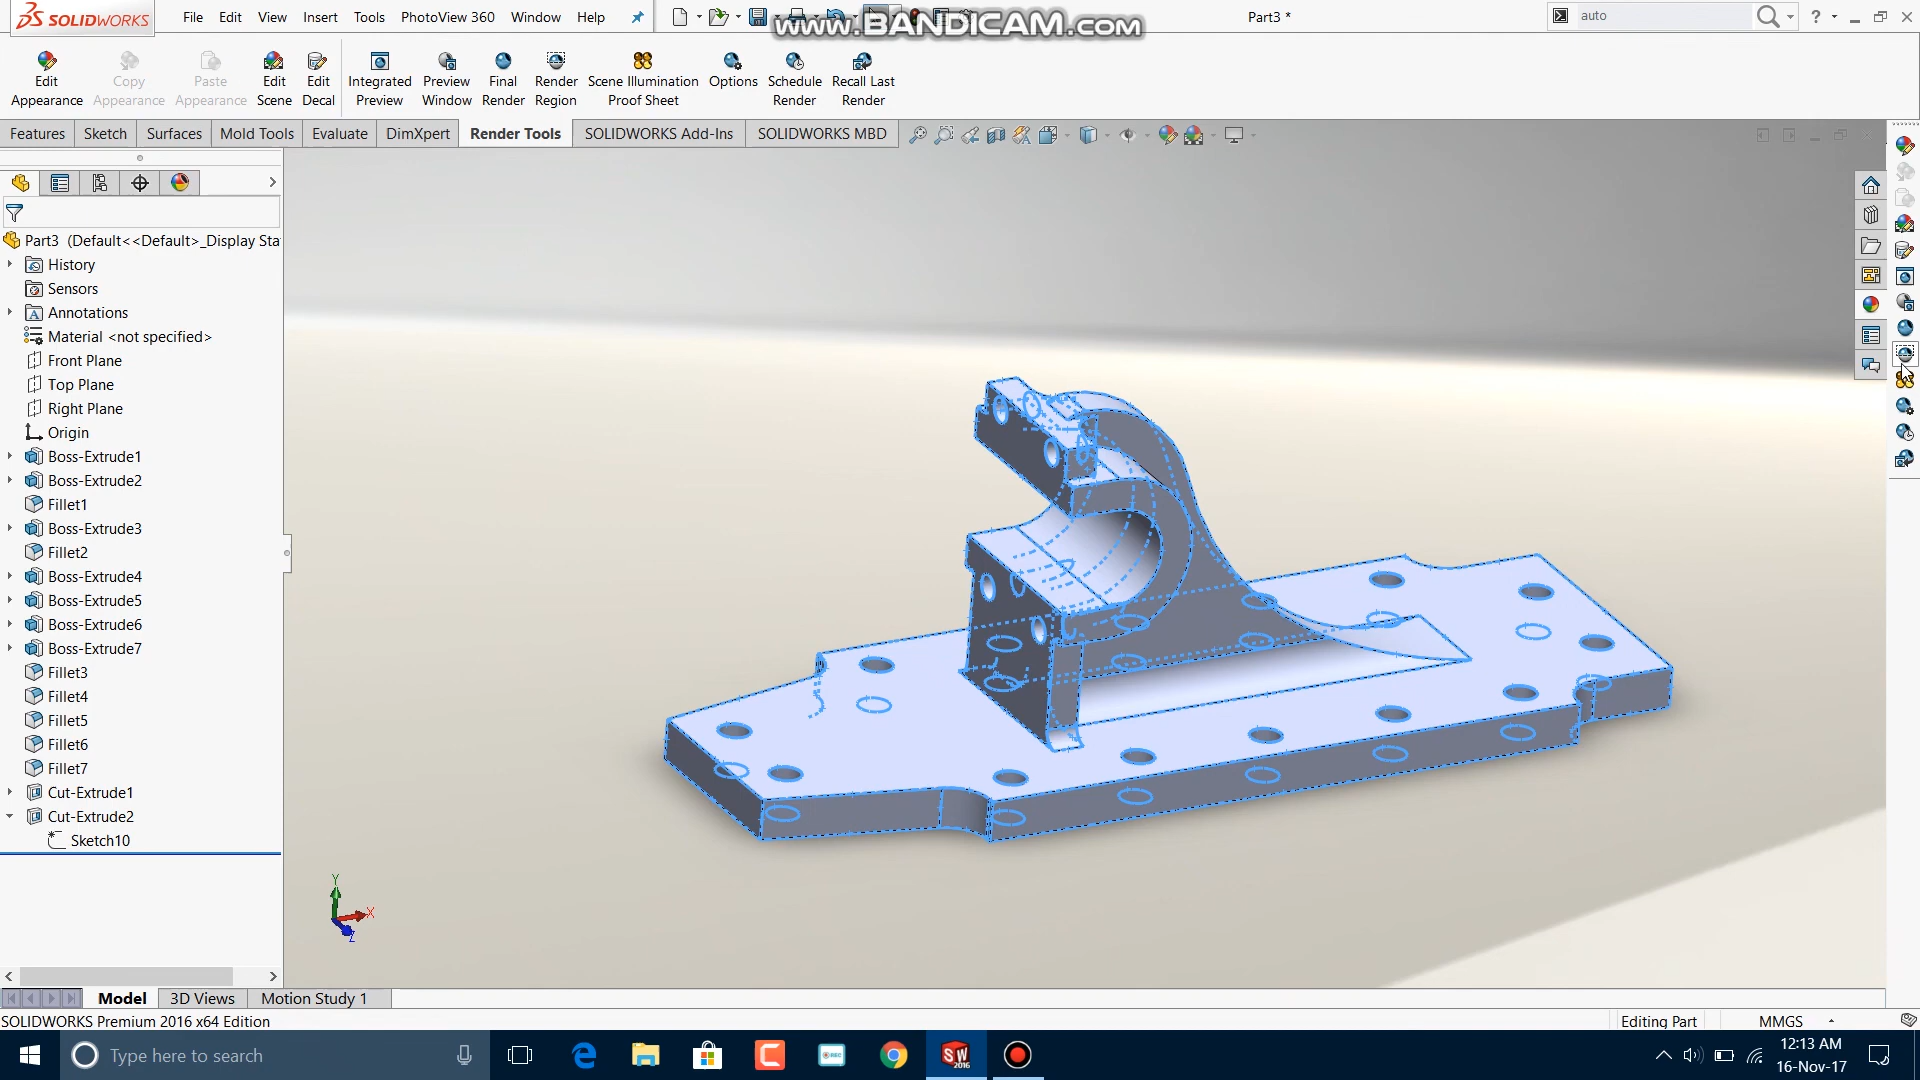 SOLIDWORKS
File Edit View Insert Tools PhotoView 360 Window Help
www.BANDICAM.com
Part3 *
auto
?
Edit Appearance
Copy Appearance
Paste Appearance
Edit Scene
Edit Decal
Integrated Preview
Preview Window
Final Render
Render Region
Scene Illumination Proof Sheet
Options
Schedule Render
Recall Last Render
Features Sketch Surfaces Mold Tools Evaluate DimXpert Render Tools SOLIDWORKS Add-Ins SOLIDWORKS MBD
Part3 (Default<<Default>_Display Sta
History
Sensors
A Annotations
Material <not specified>
Front Plane
Top Plane
Right Plane
Origin
Boss-Extrude1
Boss-Extrude2
Fillet1
Boss-Extrude3
Fillet2
Boss-Extrude4
Boss-Extrude5
Boss-Extrude6
Boss-Extrude7
Fillet3
Fillet4
Fillet5
Fillet6
Fillet7
Cut-Extrude1
Cut-Extrude2
Sketch10
Y
X
Z
Model 3D Views Motion Study 1
SOLIDWORKS Premium 2016 x64 Edition
Editing Part
MMGS
Type here to search
REC
SW
2016
12:13 AM
16-Nov-17